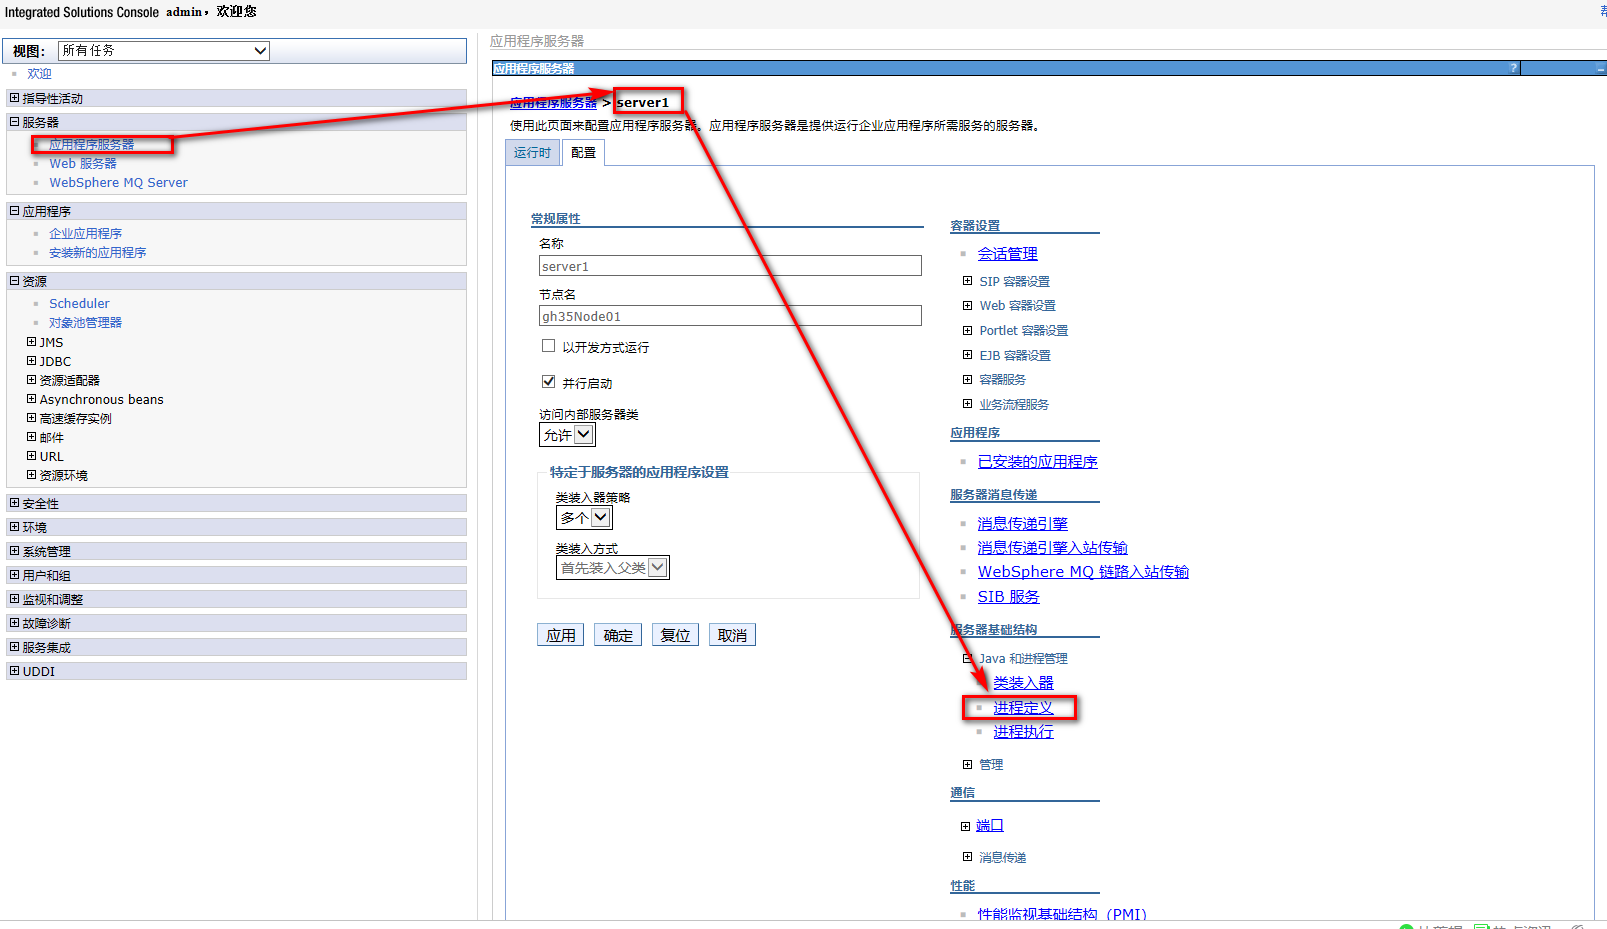 Integrated Solutions Console admin，欢迎您
视图：
所有任务
欢迎
指导性活动
服务器
应用程序服务器
Web 服务器
WebSphere MQ Server
应用程序
企业应用程序
安装新的应用程序
资源
Scheduler
对象池管理器
JMS
JDBC
资源适配器
Asynchronous beans
高速缓存实例
邮件
URL
资源环境
安全性
环境
系统管理
用户和组
监视和调整
故障诊断
服务集成
UDDI
应用程序服务器
应用程序服务器
?
应用程序服务器 > server1
使用此页面来配置应用程序服务器。应用程序服务器是提供运行企业应用程序所需服务的服务器。
运行时 配置
常规属性
名称
server1
节点名
gh35Node01
以开发方式运行
并行启动
访问内部服务器类
允许
特定于服务器的应用程序设置
类装入器策略
多个
类装入方式
首先装入父类
应用 确定 复位 取消
容器设置
会话管理
SIP 容器设置
Web 容器设置
Portlet 容器设置
EJB 容器设置
容器服务
业务流程服务
应用程序
已安装的应用程序
服务器消息传递
消息传递引擎
消息传递引擎入站传输
WebSphere MQ 链路入站传输
SIB 服务
服务器基础结构
Java 和进程管理
类装入器
进程定义
进程执行
管理
通信
端口
消息传递
性能
性能监视基础结构（PMI）